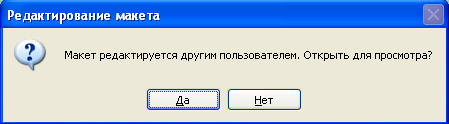 Редактирование макета
Макет редактируется другим пользователем. Открыть для просмотра?
Да Нет